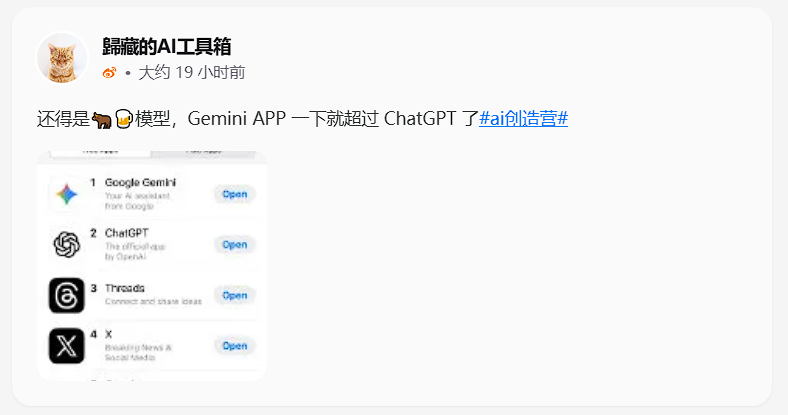 歸藏的AI工具箱
• 大约 19 小时前
还得是🐻🍺模型，Gemini APP 一下就超过 ChatGPT 了#ai创造营#
1 Google Gemini
Your AI assistant
from Google
Open
2 ChatGPT
The official app
by OpenAI
Open
3 Threads
Connect and share ideas
Open
4 X
Breaking News &
Social Media
Open